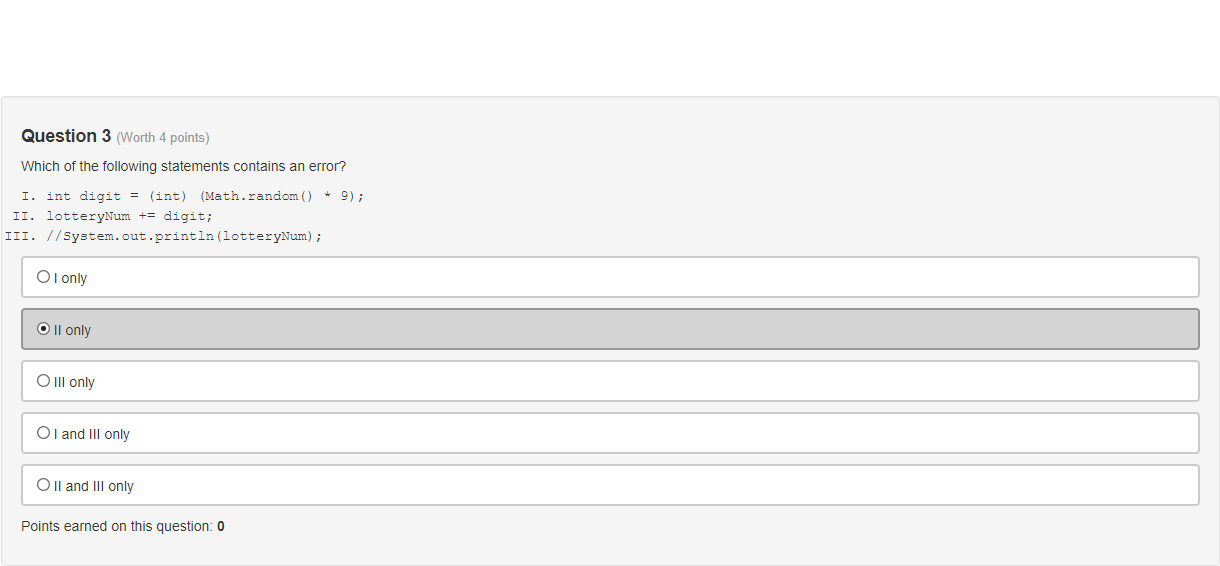 Question 3 (Worth 4 points)
Which of the following statements contains an error?
I. int digit = (int) (Math.random() * 9);
II. lotteryNum += digit;
III. //System.out.println(lotteryNum);
I only
II only
III only
I and III only
II and III only
Points earned on this question: 0